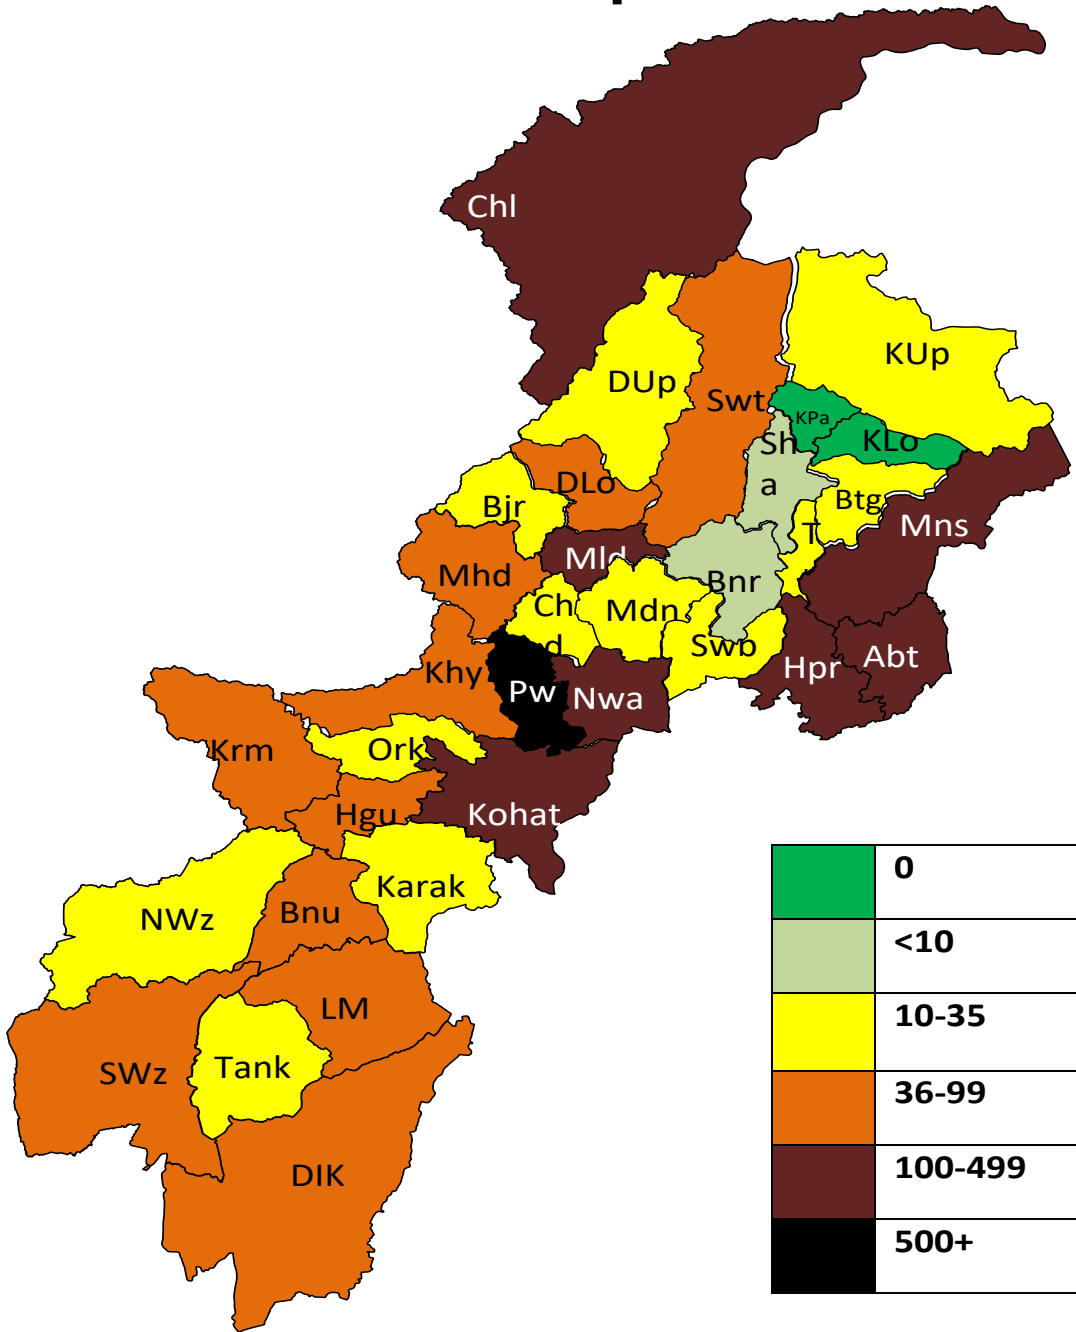 Chl
KUp
DUp
Swt
KPa
KLo
Sh
a
DLo
Btg
Bjr
Mns
T
Mld
Mhd
Bnr
Ch
d
Mdn
Swb
Abt
Hpr
Khy
Pw
Nwa
Krm
Ork
Hgu
Kohat
Karak
Bnu
NWz
LM
Tank
SWz
DIK
0
<10
10-35
36-99
100-499
500+